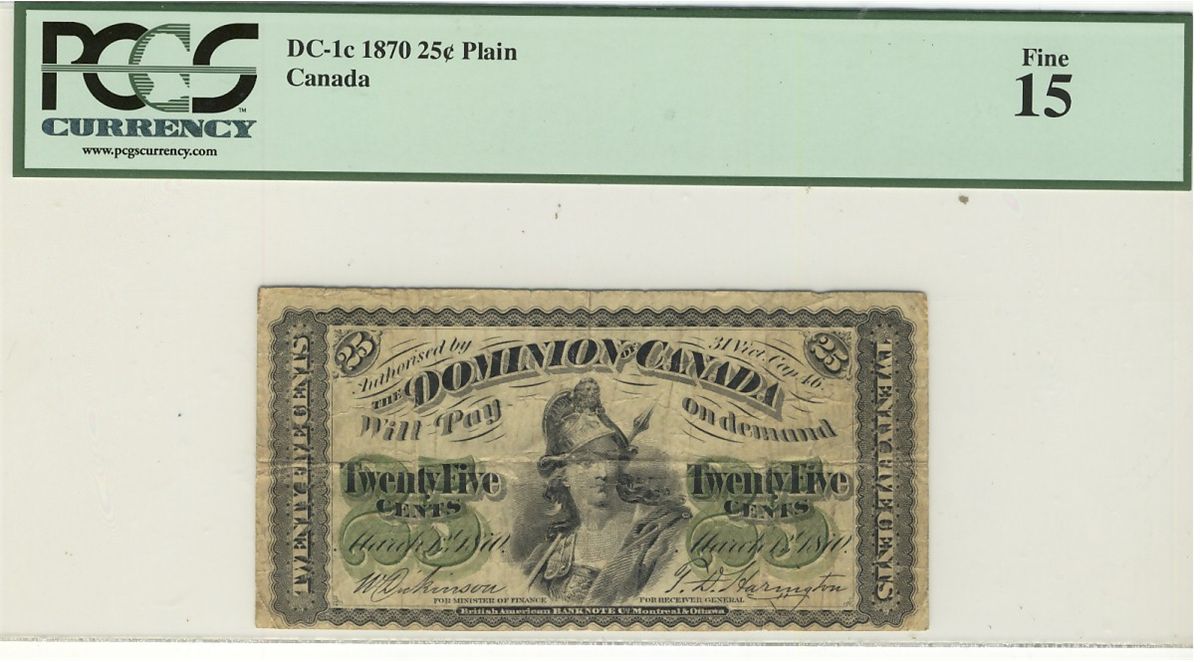 PCGS™
CURRENCY
www.pcgscurrency.com
DC-1c 1870 25¢ Plain
Canada
Fine
15
25
25
Authorised by
31 Vict. Cap. 46.
THE DOMINION OF CANADA
Will Pay
on demand
TWENTY FIVE CENTS
TWENTY FIVE CENTS
25
25
Twenty Five
CENTS
Twenty Five
CENTS
March 1st 1870.
March 1st 1870.
W Dickinson
T. D. Harington
FOR MINISTER OF FINANCE
FOR RECEIVER GENERAL
British American BANK NOTE Co. Montreal & Ottawa